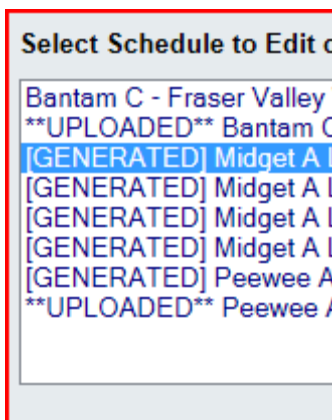 Select Schedule to Edit
Bantam C - Fraser Valley
**UPLOADED** Bantam
[GENERATED] Midget A
[GENERATED] Midget A
[GENERATED] Midget A
[GENERATED] Midget A
[GENERATED] Peewee
**UPLOADED** Peewee